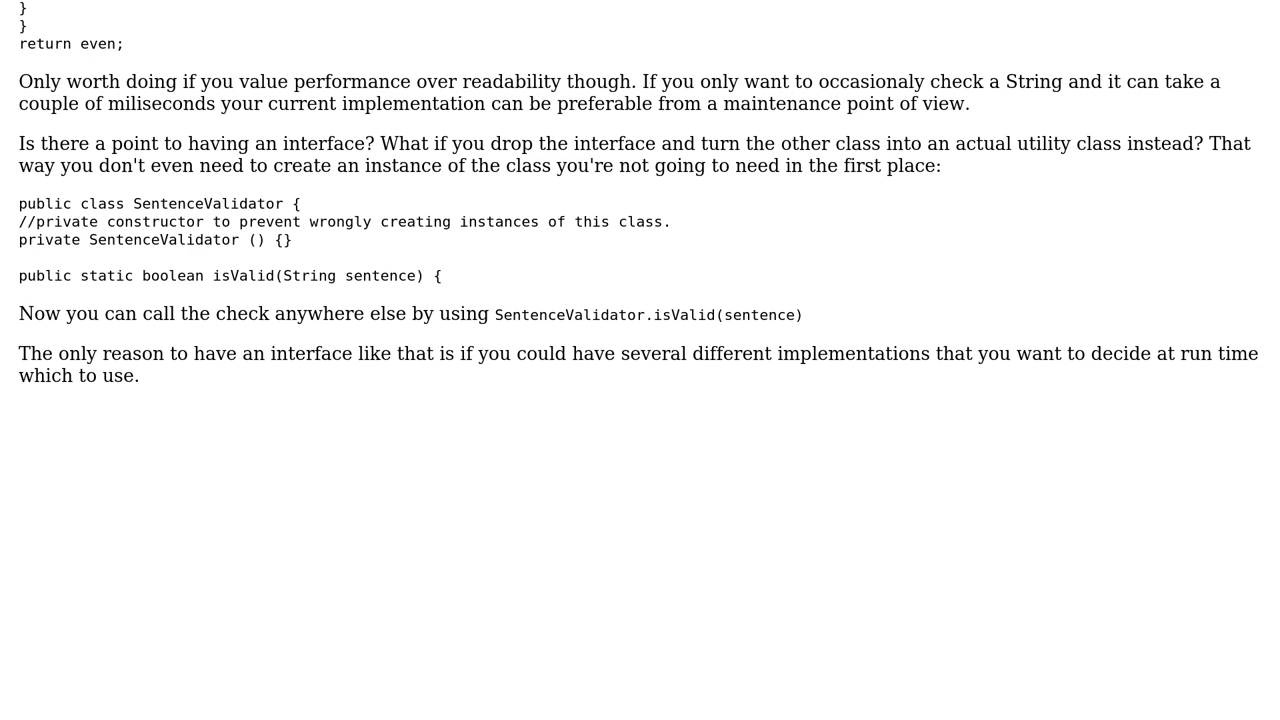 }
}
return even;
Only worth doing if you value performance over readability though. If you only want to occasionaly check a String and it can take a
couple of miliseconds your current implementation can be preferable from a maintenance point of view.
Is there a point to having an interface? What if you drop the interface and turn the other class into an actual utility class instead? That
way you don't even need to create an instance of the class you're not going to need in the first place:
public class SentenceValidator {
//private constructor to prevent wrongly creating instances of this class.
private SentenceValidator () {}
public static boolean isValid(String sentence) {
Now you can call the check anywhere else by using SentenceValidator.isValid(sentence)
The only reason to have an interface like that is if you could have several different implementations that you want to decide at run time
which to use.